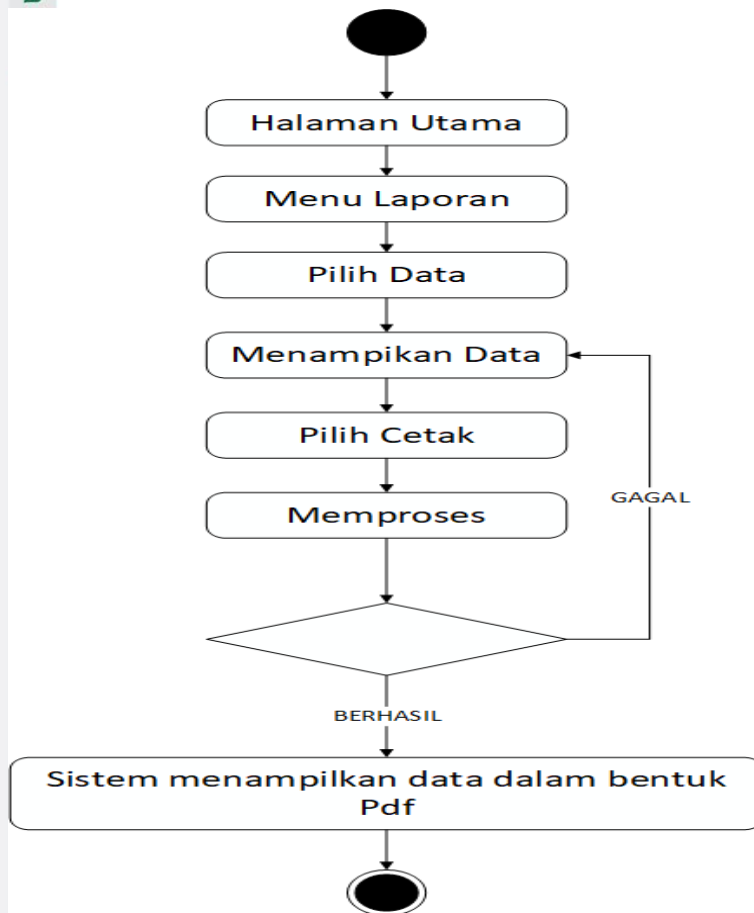 Halaman Utama
Menu Laporan
Pilih Data
Menampikan Data
Pilih Cetak
Memproses
GAGAL
BERHASIL
Sistem menampilkan data dalam bentuk
Pdf